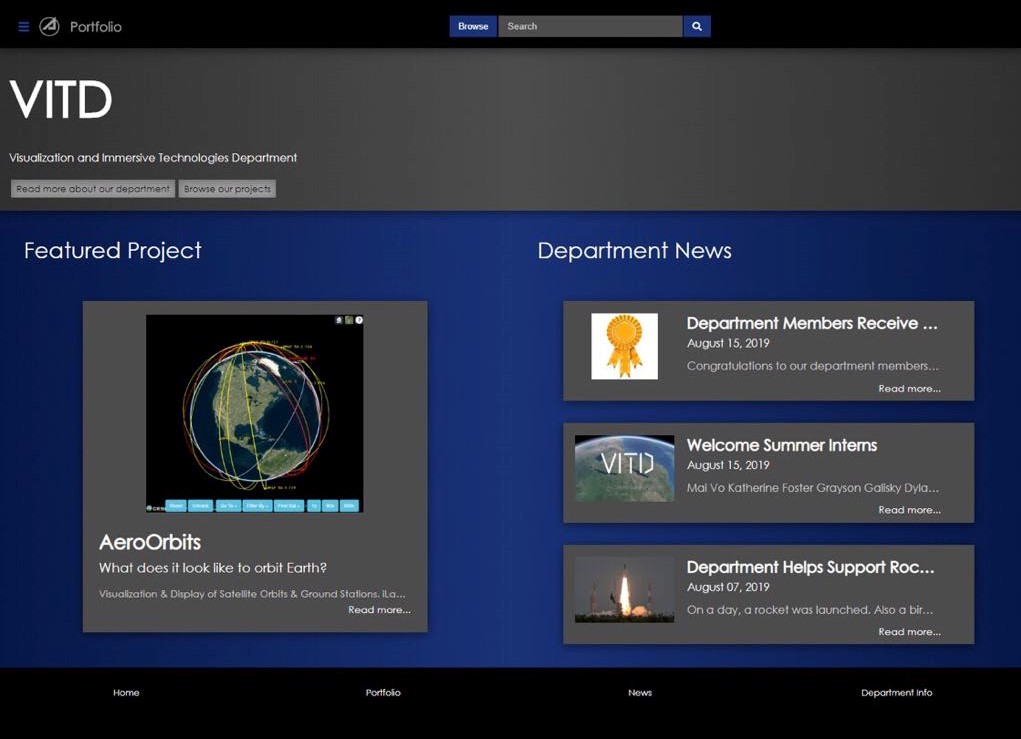 Portfolio
Browse
Search
VITD
Visualization and Immersive Technologies Department
Read more about our department
Browse our projects
Featured Project
AeroOrbits
What does it look like to orbit Earth?
Visualization & Display of Satellite Orbits & Ground Stations. iLa...
Read more...
Department News
Department Members Receive ...
August 15, 2019
Congratulations to our department members...
Read more...
VITD
Welcome Summer Interns
August 15, 2019
Mai Vo Katherine Foster Grayson Galisky Dyla...
Read more...
Department Helps Support Roc...
August 07, 2019
On a day, a rocket was launched. Also a bir...
Read more...
Home
Portfolio
News
Department Info